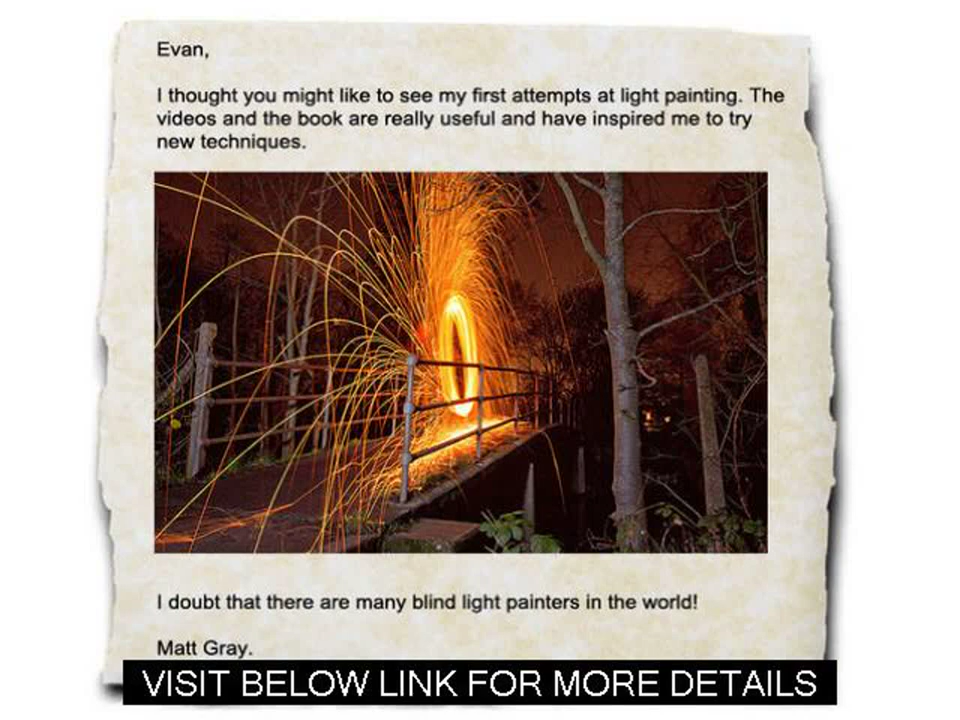 Evan,
I thought you might like to see my first attempts at light painting. The
videos and the book are really useful and have inspired me to try
new techniques.
I doubt that there are many blind light painters in the world!
Matt Gray.
VISIT BELOW LINK FOR MORE DETAILS